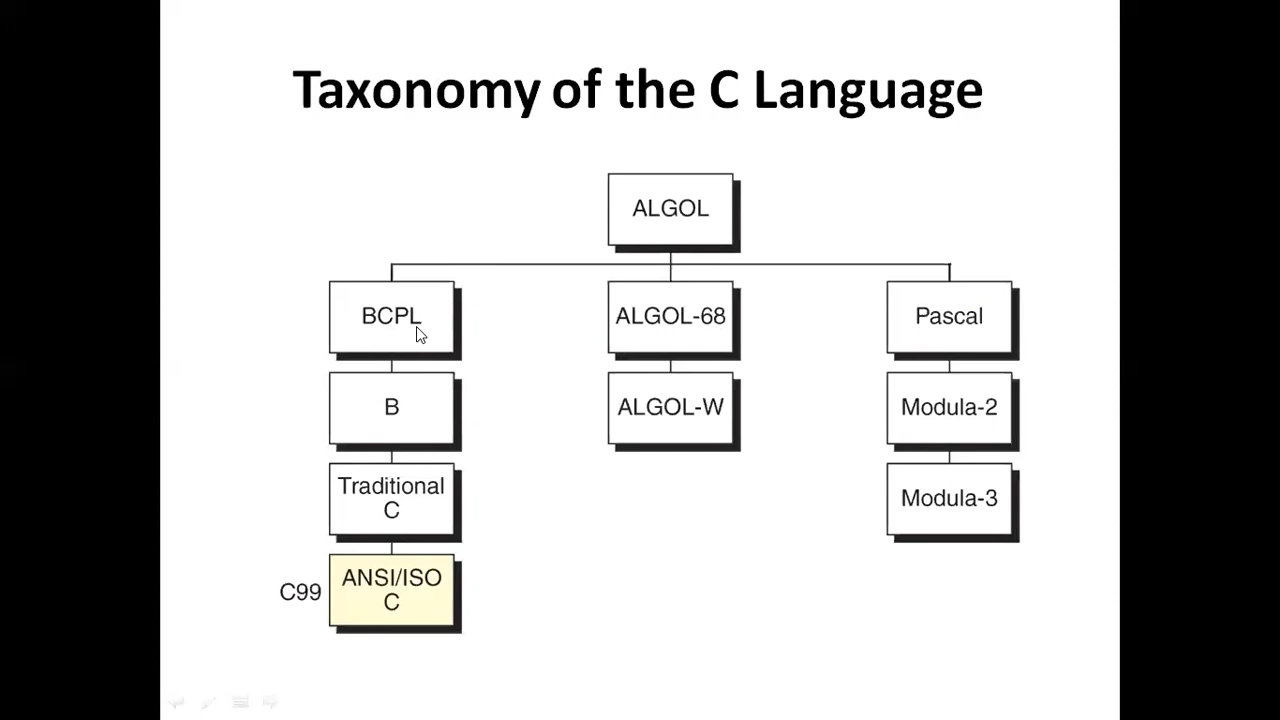 Taxonomy of the C Language
ALGOL
BCPL
ALGOL-68
Pascal
B
ALGOL-W
Modula-2
Traditional
C
Modula-3
C99
ANSI/ISO
C